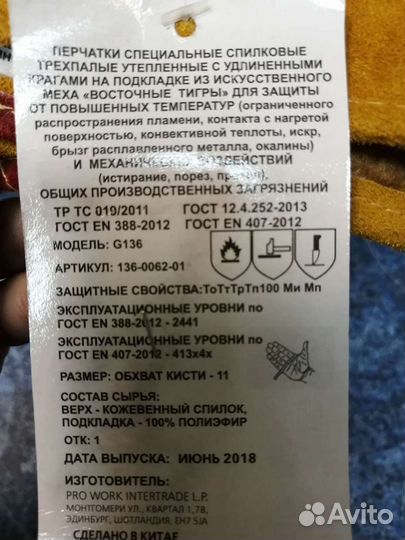 ПЕРЧАТКИ СПЕЦИАЛЬНЫЕ СПИЛКОВЫЕ
ТРЕХПАЛЫЕ УТЕПЛЕННЫЕ С УДЛИНЕННЫМИ
КРАГАМИ НА ПОДКЛАДКЕ ИЗ ИСКУССТВЕННОГО
МЕХА «ВОСТОЧНЫЕ ТИГРЫ» ДЛЯ ЗАЩИТЫ
ОТ ПОВЫШЕННЫХ ТЕМПЕРАТУР (ограниченного
распространения пламени, контакта с нагретой
поверхностью, конвективной теплоты, искр,
брызг расплавленного металла, окалины)
И МЕХАНИЧЕСКИХ ВОЗДЕЙСТВИЙ
(истирание, порез, прокол),
ОБЩИХ ПРОИЗВОДСТВЕННЫХ ЗАГРЯЗНЕНИЙ
ТР ТС 019/2011 ГОСТ 12.4.252-2013
ГОСТ EN 388-2012 ГОСТ EN 407-2012
МОДЕЛЬ: G136
АРТИКУЛ: 136-0062-01
ЗАЩИТНЫЕ СВОЙСТВА:ТоТтТрТп100 Ми Мп
ЭКСПЛУАТАЦИОННЫЕ УРОВНИ по
ГОСТ EN 388-2012 - 2441
ЭКСПЛУАТАЦИОННЫЕ УРОВНИ по
ГОСТ EN 407-2012 - 413х4х
РАЗМЕР: ОБХВАТ КИСТИ - 11
СОСТАВ СЫРЬЯ:
ВЕРХ - КОЖЕВЕННЫЙ СПИЛОК,
ПОДКЛАДКА - 100% ПОЛИЭФИР
ОТК: 1
ДАТА ВЫПУСКА: ИЮНЬ 2018
ИЗГОТОВИТЕЛЬ:
PRO WORK INTERTRADE L.P.
МОНТГОМЕРИ УЛ., КВАРТАЛ 1,78,
ЭДИНБУРГ, ШОТЛАНДИЯ, EH7 5JA
СДЕЛАНО В КИТАЕ
Avito